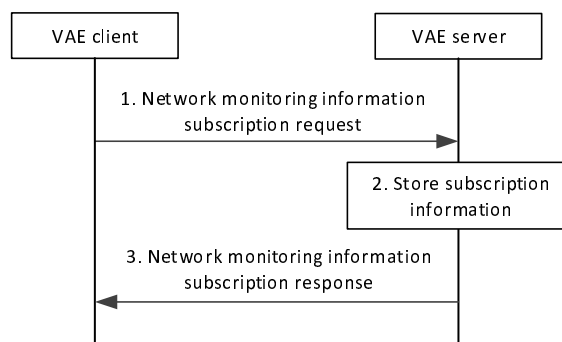 VAE client
VAE server
1. Network monitoring information
subscription request
2. Store subscription
information
3. Network monitoring information
subscription response